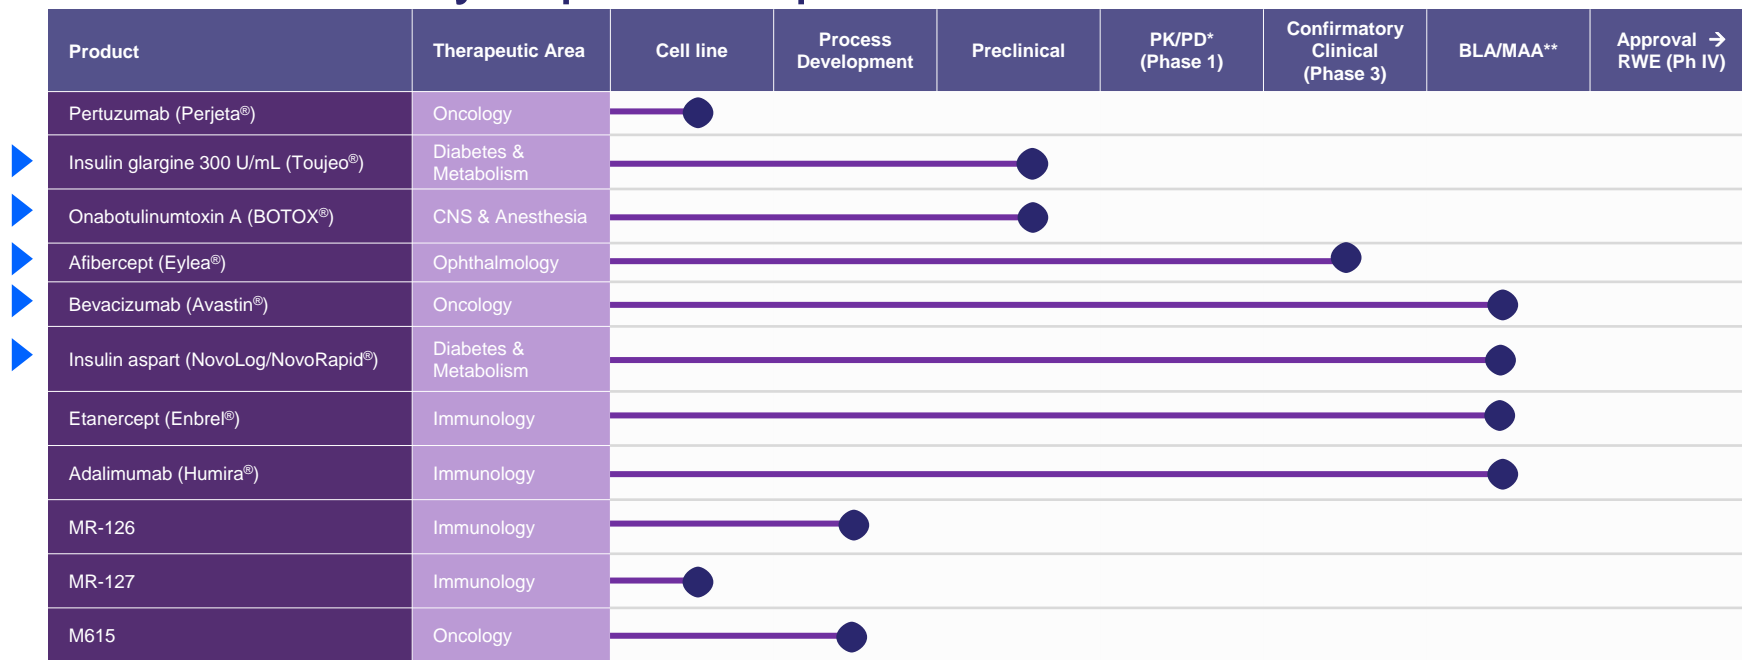 Product
Therapeutic Area
Cell line
Process
Development
Preclinical
PK/PD*
(Phase 1)
Confirmatory
Clinical
(Phase 3)
BLA/MAA**
Approval →
RWE (Ph IV)
Pertuzumab (Perjeta®)
Oncology
Insulin glargine 300 U/mL (Toujeo®)
Diabetes &
Metabolism
Onabotulinumtoxin A (BOTOX®)
CNS & Anesthesia
Afibercept (Eylea®)
Ophthalmology
Bevacizumab (Avastin®)
Oncology
Insulin aspart (NovoLog/NovoRapid®)
Diabetes &
Metabolism
Etanercept (Enbrel®)
Immunology
Adalimumab (Humira®)
Immunology
MR-126
Immunology
MR-127
Immunology
M615
Oncology